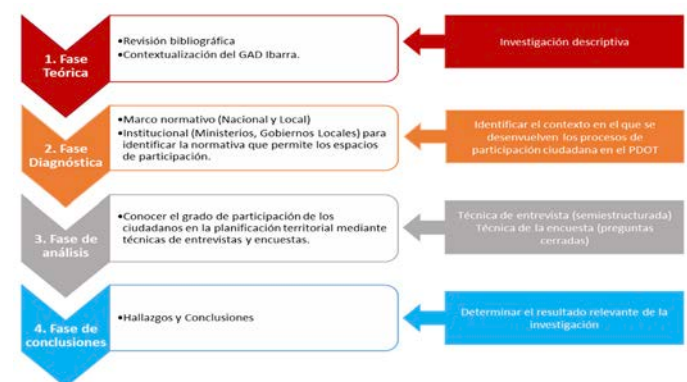 1. Fase
Teórica
•Revisión bibliográfica
•Contextualización del GAD Ibarra.
Investigación descriptiva
2. Fase
Diagnóstica
•Marco normativo (Nacional y Local)
•Institucional (Ministerios, Gobiernos Locales) para
identificar la normativa que permite los espacios
de participación.
Identificar el contexto en el que se
desenvuelven los procesos de
participación ciudadana en el PDOT
3. Fase de
análisis
•Conocer el grado de participación de los
ciudadanos en la planificación territorial mediante
técnicas de entrevistas y encuestas.
Técnica de entrevista (semiestructurada)
Técnica de la encuesta (preguntas
cerradas)
4. Fase de
conclusiones
•Hallazgos y Conclusiones
Determinar el resultado relevante de la
investigación